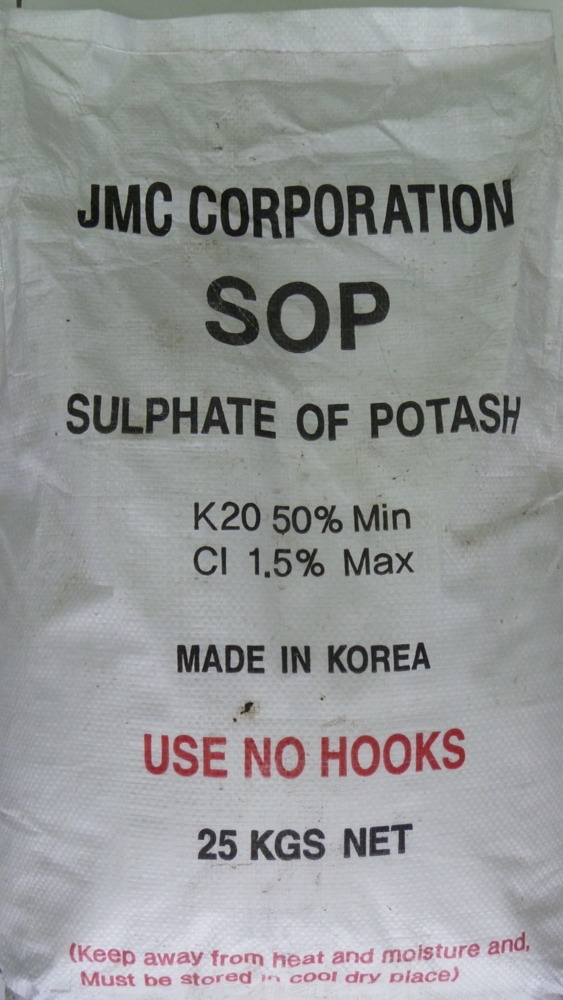 JMC CORPORATION
SOP
SULPHATE OF POTASH
K20 50% Min
Cl 1.5% Max
MADE IN KOREA
USE NO HOOKS
25 KGS NET
(Keep away from heat and moisture and,
Must be stored in cool dry place)